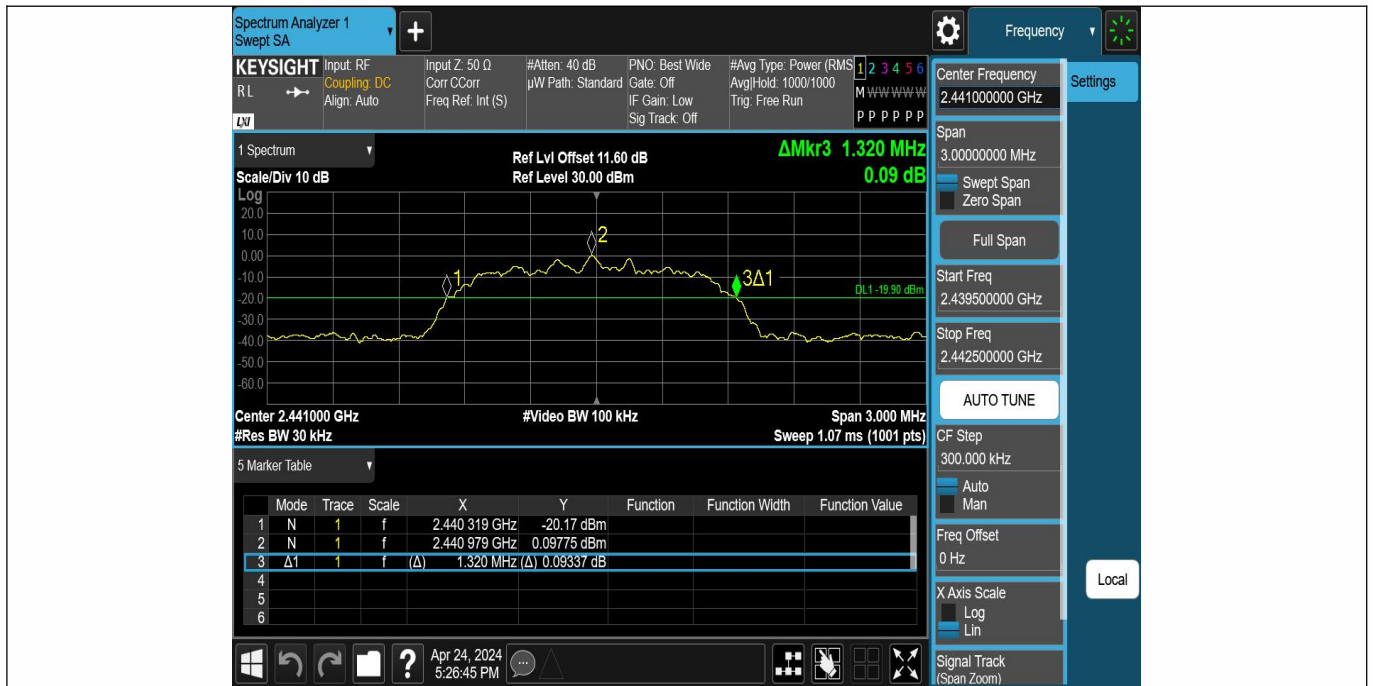 Spectrum Analyzer 1
Swept SA
+
Frequency
KEYSIGHT
RL
LXI
Input: RF
Coupling: DC
Align: Auto
Input Z: 50 Ω
Corr CCorr
Freq Ref: Int (S)
#Atten: 40 dB
µW Path: Standard
PNO: Best Wide
Gate: Off
IF Gain: Low
Sig Track: Off
#Avg Type: Power (RMS
Avg|Hold: 1000/1000
Trig: Free Run
1 2 3 4 5 6
M W W W W W
P P P P P P
1 Spectrum
Scale/Div 10 dB
Ref Lvl Offset 11.60 dB
Ref Level 30.00 dBm
ΔMkr3 1.320 MHz
0.09 dB
Log
20.0
10.0
0.00
-10.0
-20.0
-30.0
-40.0
-50.0
-60.0
1
2
3Δ1
DL1 -19.90 dBm
Center 2.441000 GHz
#Video BW 100 kHz
Span 3.000 MHz
#Res BW 30 kHz
Sweep 1.07 ms (1001 pts)
5 Marker Table
Mode Trace Scale X Y Function Function Width Function Value
1 N 1 f 2.440 319 GHz -20.17 dBm
2 N 1 f 2.440 979 GHz 0.09775 dBm
3 Δ1 1 f (Δ) 1.320 MHz (Δ) 0.09337 dB
4
5
6
?
Apr 24, 2024
5:26:45 PM
Center Frequency
2.441000000 GHz
Settings
Span
3.00000000 MHz
Swept Span
Zero Span
Full Span
Start Freq
2.439500000 GHz
Stop Freq
2.442500000 GHz
AUTO TUNE
CF Step
300.000 kHz
Auto
Man
Freq Offset
0 Hz
X Axis Scale
Log
Lin
Signal Track
(Span Zoom)
Local